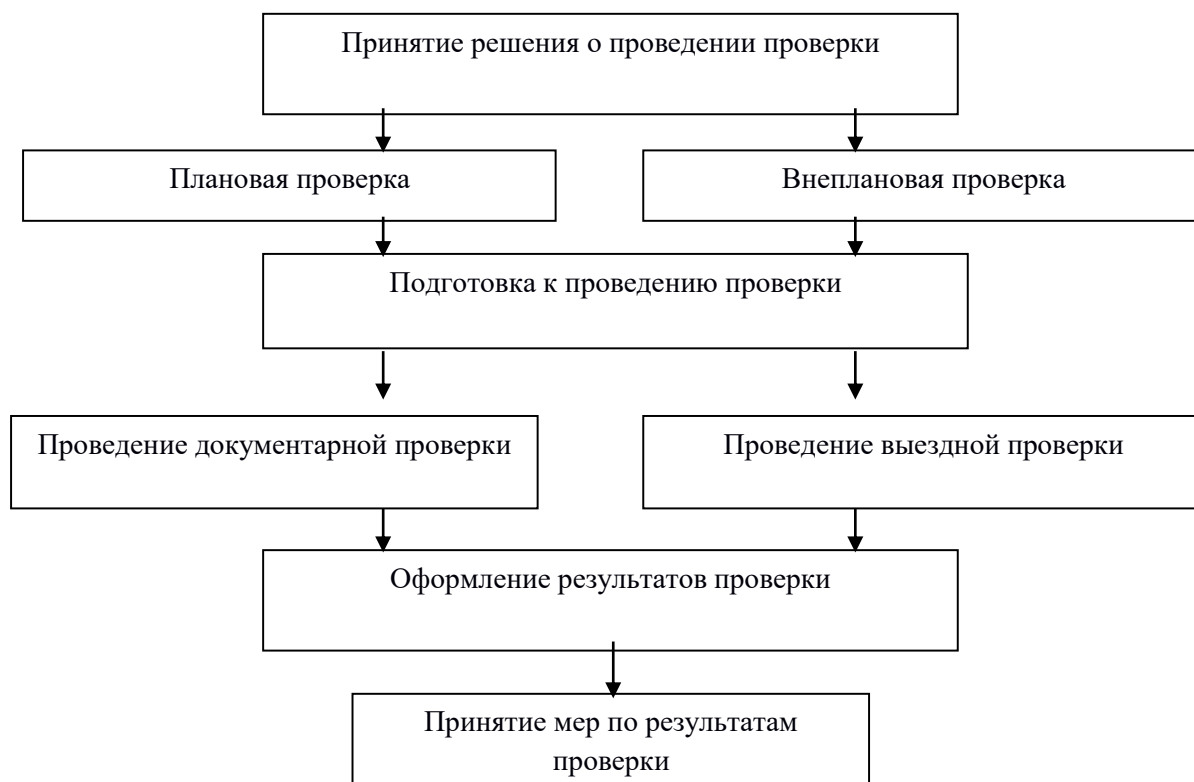 Принятие решения о проведении проверки
Плановая проверка
Внеплановая проверка
Подготовка к проведению проверки
Проведение документарной проверки
Проведение выездной проверки
Оформление результатов проверки
Принятие мер по результатам
проверки